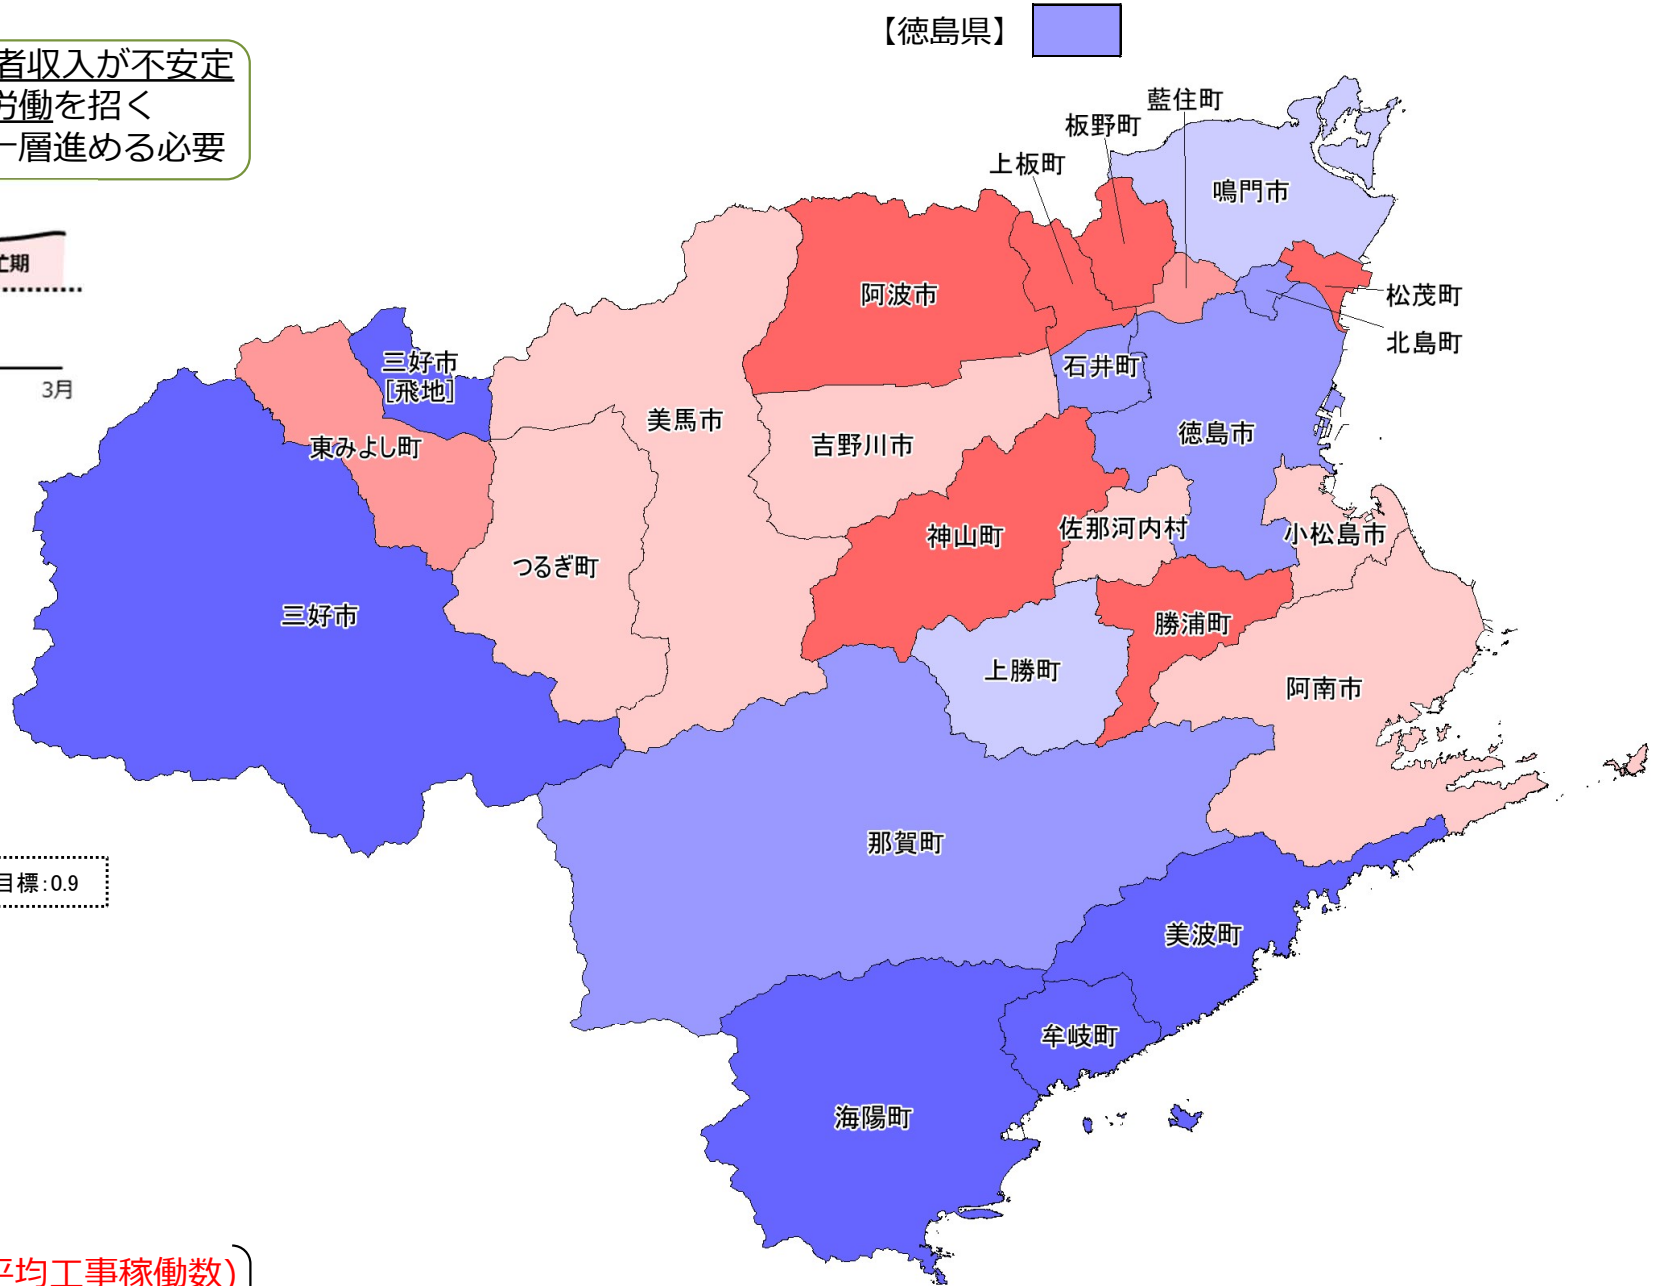 【徳島県】
者収入が不安定
労働を招く
一層進める必要
忙期
3月
目標：0.9
平均工事稼働数）
藍住町
板野町
上板町
鳴門市
阿波市
松茂町
北島町
三好市
［飛地］
石井町
美馬市
吉野川市
徳島市
東みよし町
神山町
佐那河内村
小松島市
つるぎ町
三好市
勝浦町
上勝町
阿南市
那賀町
美波町
牟岐町
海陽町